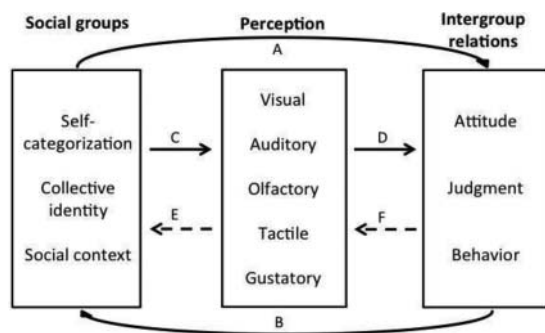 Social groups
Perception
Intergroup
relations
A
Self-
categorization
Collective
identity
Social context
C
E
Visual
Auditory
Olfactory
Tactile
Gustatory
D
F
Attitude
Judgment
Behavior
B